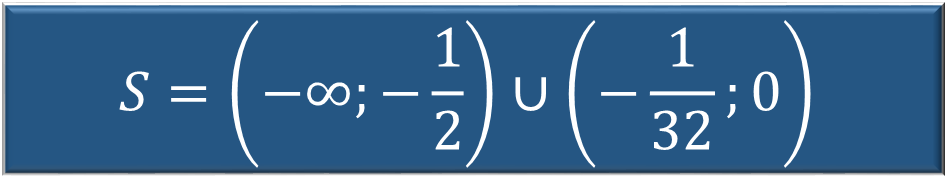 S = (−∞; −1/2) ∪ (−1/32; 0)